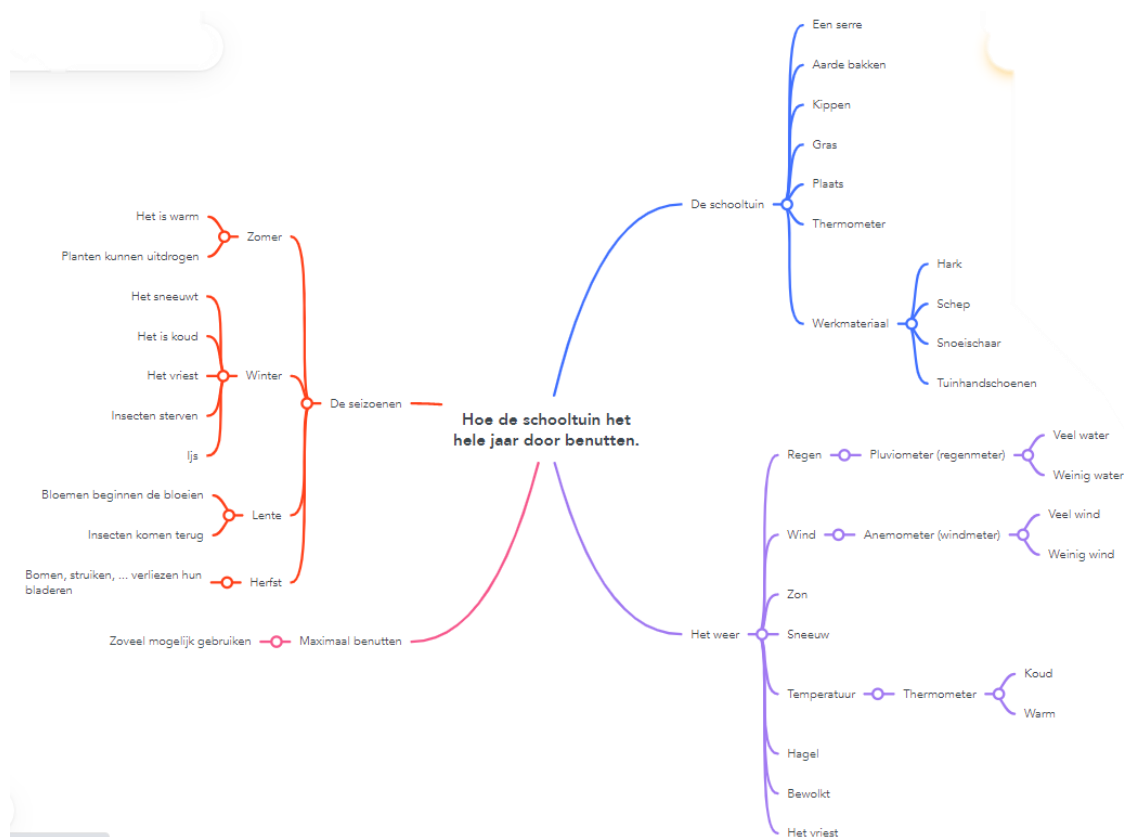 Hoe de schooltuin het
hele jaar door benutten.
De schooltuin
Een serre
Aarde bakken
Kippen
Gras
Plaats
Thermometer
Werkmateriaal
Hark
Schep
Snoeischaar
Tuinhandschoenen
Het weer
Regen
Pluviometer (regenmeter)
Veel water
Weinig water
Wind
Anemometer (windmeter)
Veel wind
Weinig wind
Zon
Sneeuw
Temperatuur
Thermometer
Koud
Warm
Hagel
Bewolkt
Het vriest
De seizoenen
Zomer
Het is warm
Planten kunnen uitdrogen
Winter
Het sneeuwt
Het is koud
Het vriest
Insecten sterven
Ijs
Lente
Bloemen beginnen de bloeien
Insecten komen terug
Herfst
Bomen, struiken, ... verliezen hun
bladeren
Maximaal benutten
Zoveel mogelijk gebruiken